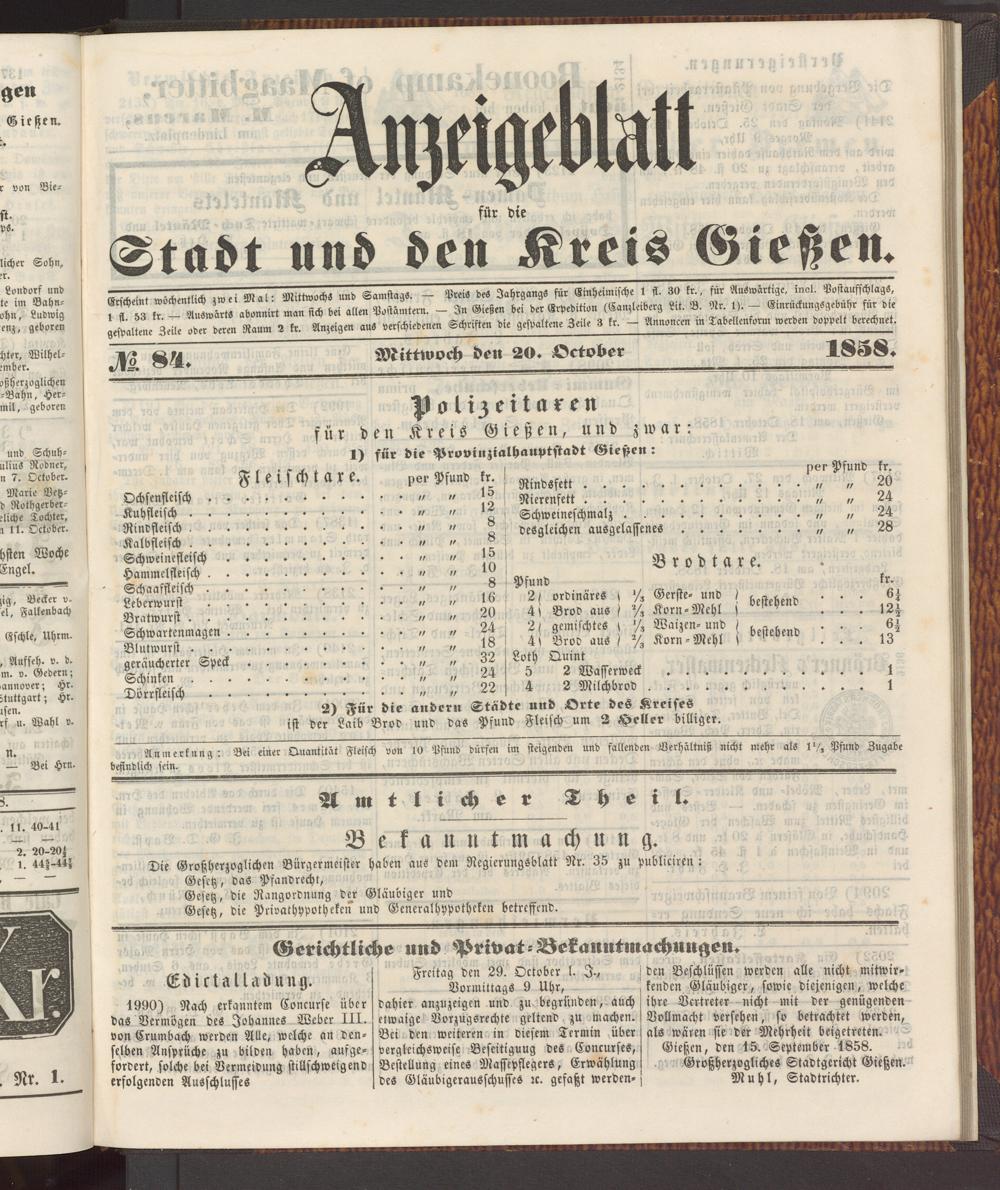 Anzeigeblatt
für die
Stadt und den Kreis Gießen.
Erscheint wöchentlich zwei Mal: Mittwochs und Samstags. — Preis des Jahrgangs für Einheimische 1 fl. 30 kr., für Auswärtige, incl. Postaufschlags,
1 fl. 53 kr. — Auswärts abonnirt man sich bei allen Postämtern. — In Gießen bei der Expedition (Canzleiberg Lit. B. Nr. 1). — Einrückungsgebühr für die
gespaltene Zeile oder deren Raum 2 kr. Anzeigen aus verschiedenen Schriften die gespaltene Zeile 3 kr. — Annoncen in Tabellenform werden doppelt berechnet.
№ 84. Mittwoch den 20. October 1858.
Polizeitaxen
für den Kreis Gießen, und zwar:
1) für die Provinzialhauptstadt Gießen:
Fleischtaxe. per Pfund kr.
Ochsenfleisch . . . „ „ 15
Kuhfleisch . . . „ „ 12
Rindfleisch . . . „ „ 8
Kalbfleisch . . . „ „ 8
Schweinefleisch . . . „ „ 15
Hammelfleisch . . . „ „ 10
Schaaffleisch . . . „ „ 8
Leberwurst . . . „ „ 16
Bratwurst . . . „ „ 20
Schwartenmagen . . . „ „ 24
Blutwurst . . . „ „ 18
geräucherter Speck . . . „ „ 32
Schinken . . . „ „ 24
Dörrfleisch . . . „ „ 22
per Pfund kr.
Rindsfett . . . „ „ 20
Nierenfett . . . „ „ 24
Schweineschmalz . . . „ „ 24
desgleichen ausgelassenes „ „ 28
Brodtaxe.
Pfund kr.
2 ordinäres ⅓ Gerste- und bestehend . . . 6½
4 Brod aus ⅔ Korn-Mehl . . . 12½
2 gemischtes ⅓ Waizen- und bestehend . . . 6½
4 Brod aus ⅔ Korn-Mehl . . . 13
Loth Quint
5 2 Wasserweck . . . 1
4 2 Milchbrod . . . 1
2) Für die andern Städte und Orte des Kreises
ist der Laib Brod und das Pfund Fleisch um 2 Heller billiger.
Anmerkung: Bei einer Quantität Fleisch von 10 Pfund dürfen im steigenden und fallenden Verhältniß nicht mehr als 1½ Pfund Zugabe
befindlich sein.
Amtlicher Theil.
Bekanntmachung.
Die Großherzoglichen Bürgermeister haben aus dem Regierungsblatt Nr. 35 zu publiciren:
Gesetz, das Pfandrecht,
Gesetz, die Rangordnung der Gläubiger und
Gesetz, die Privathypotheken und Generalhypotheken betreffend.
Gerichtliche und Privat-Bekanntmachungen.
Edictalladung.
1990) Nach erkanntem Concurse über
das Vermögen des Johannes Weber III.
von Crumbach werden Alle, welche an den-
selben Ansprüche zu bilden haben, aufge-
fordert, solche bei Vermeidung stillschweigend
erfolgenden Ausschlusses
Freitag den 29. October l. J.,
Vormittags 9 Uhr,
dahier anzuzeigen und zu begründen, auch
etwaige Vorzugsrechte geltend zu machen.
Bei den weiteren in diesem Termin über
vergleichsweise Beseitigung des Concurses,
Bestellung eines Massepflegers, Erwählung
des Gläubigerausschusses ꝛc. gefaßt werden-
den Beschlüssen werden alle nicht mitwir-
kenden Gläubiger, sowie diejenigen, welche
ihre Vertreter nicht mit der genügenden
Vollmacht versehen, so betrachtet werden,
als wären sie der Mehrheit beigetreten.
Gießen, den 15. September 1858.
Großherzogliches Stadtgericht Gießen.
Muhl, Stadtrichter.